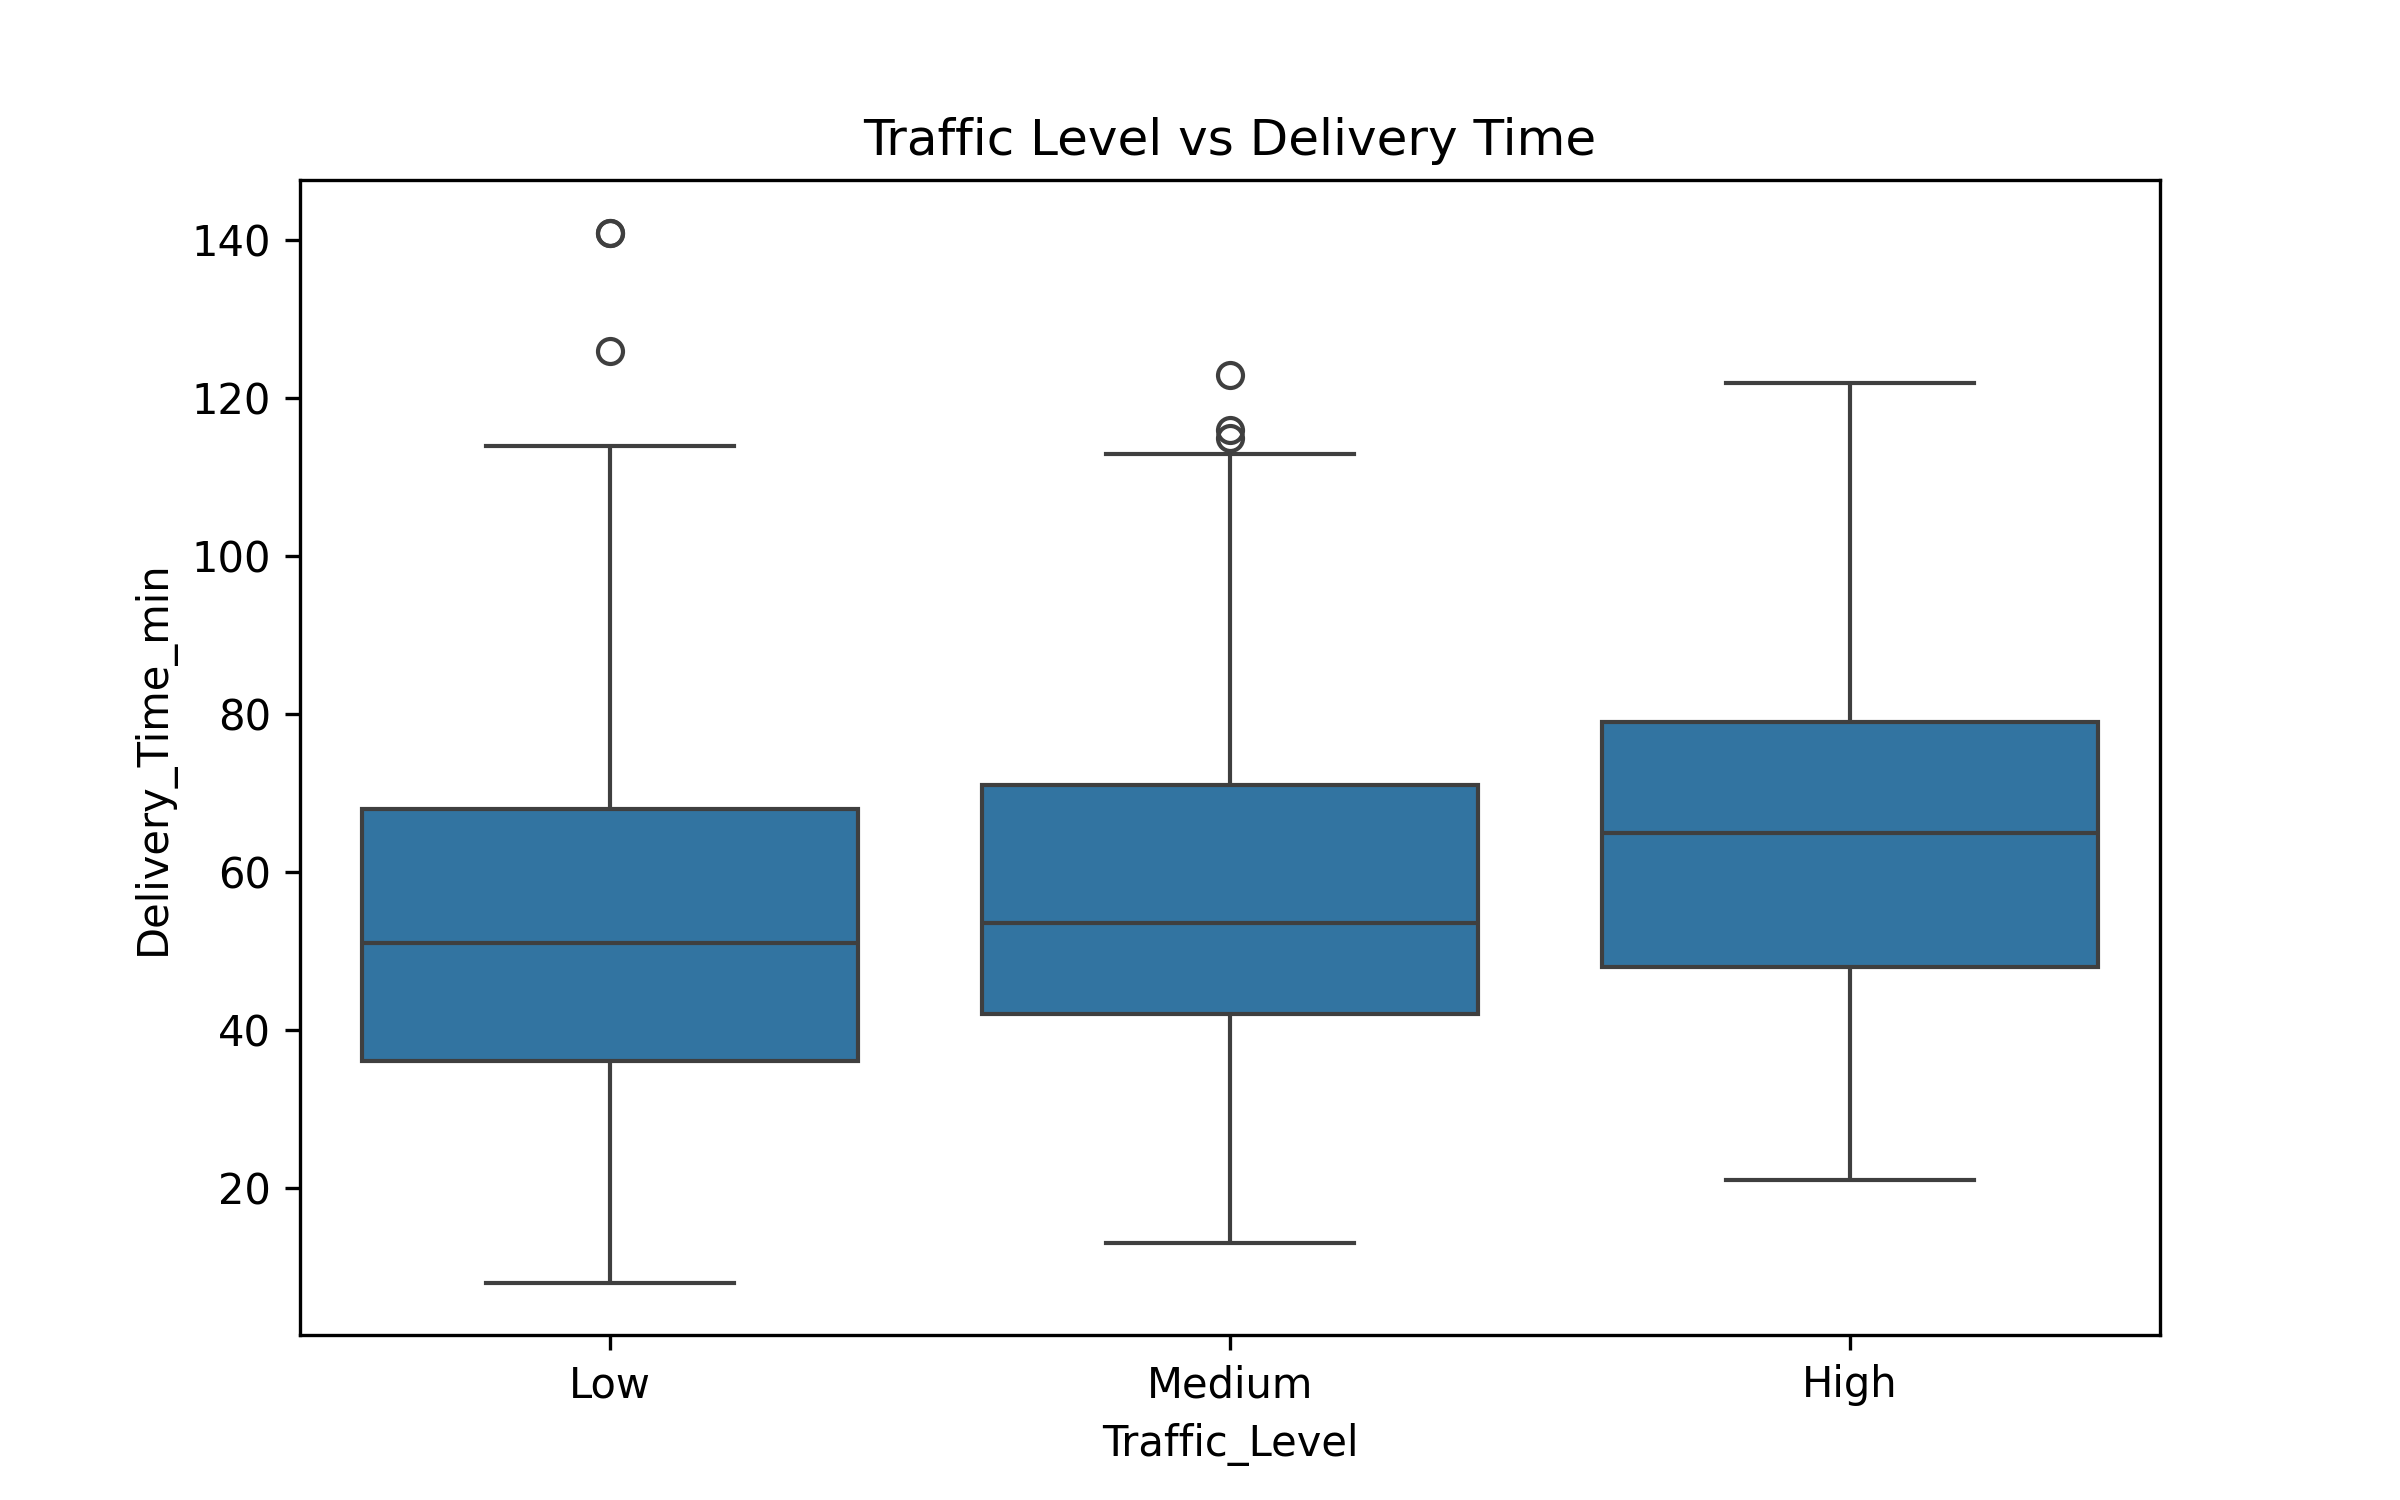 Traffic Level vs Delivery Time
Delivery_Time_min
140
120
100
80
60
40
20
Low
Medium
High
Traffic_Level